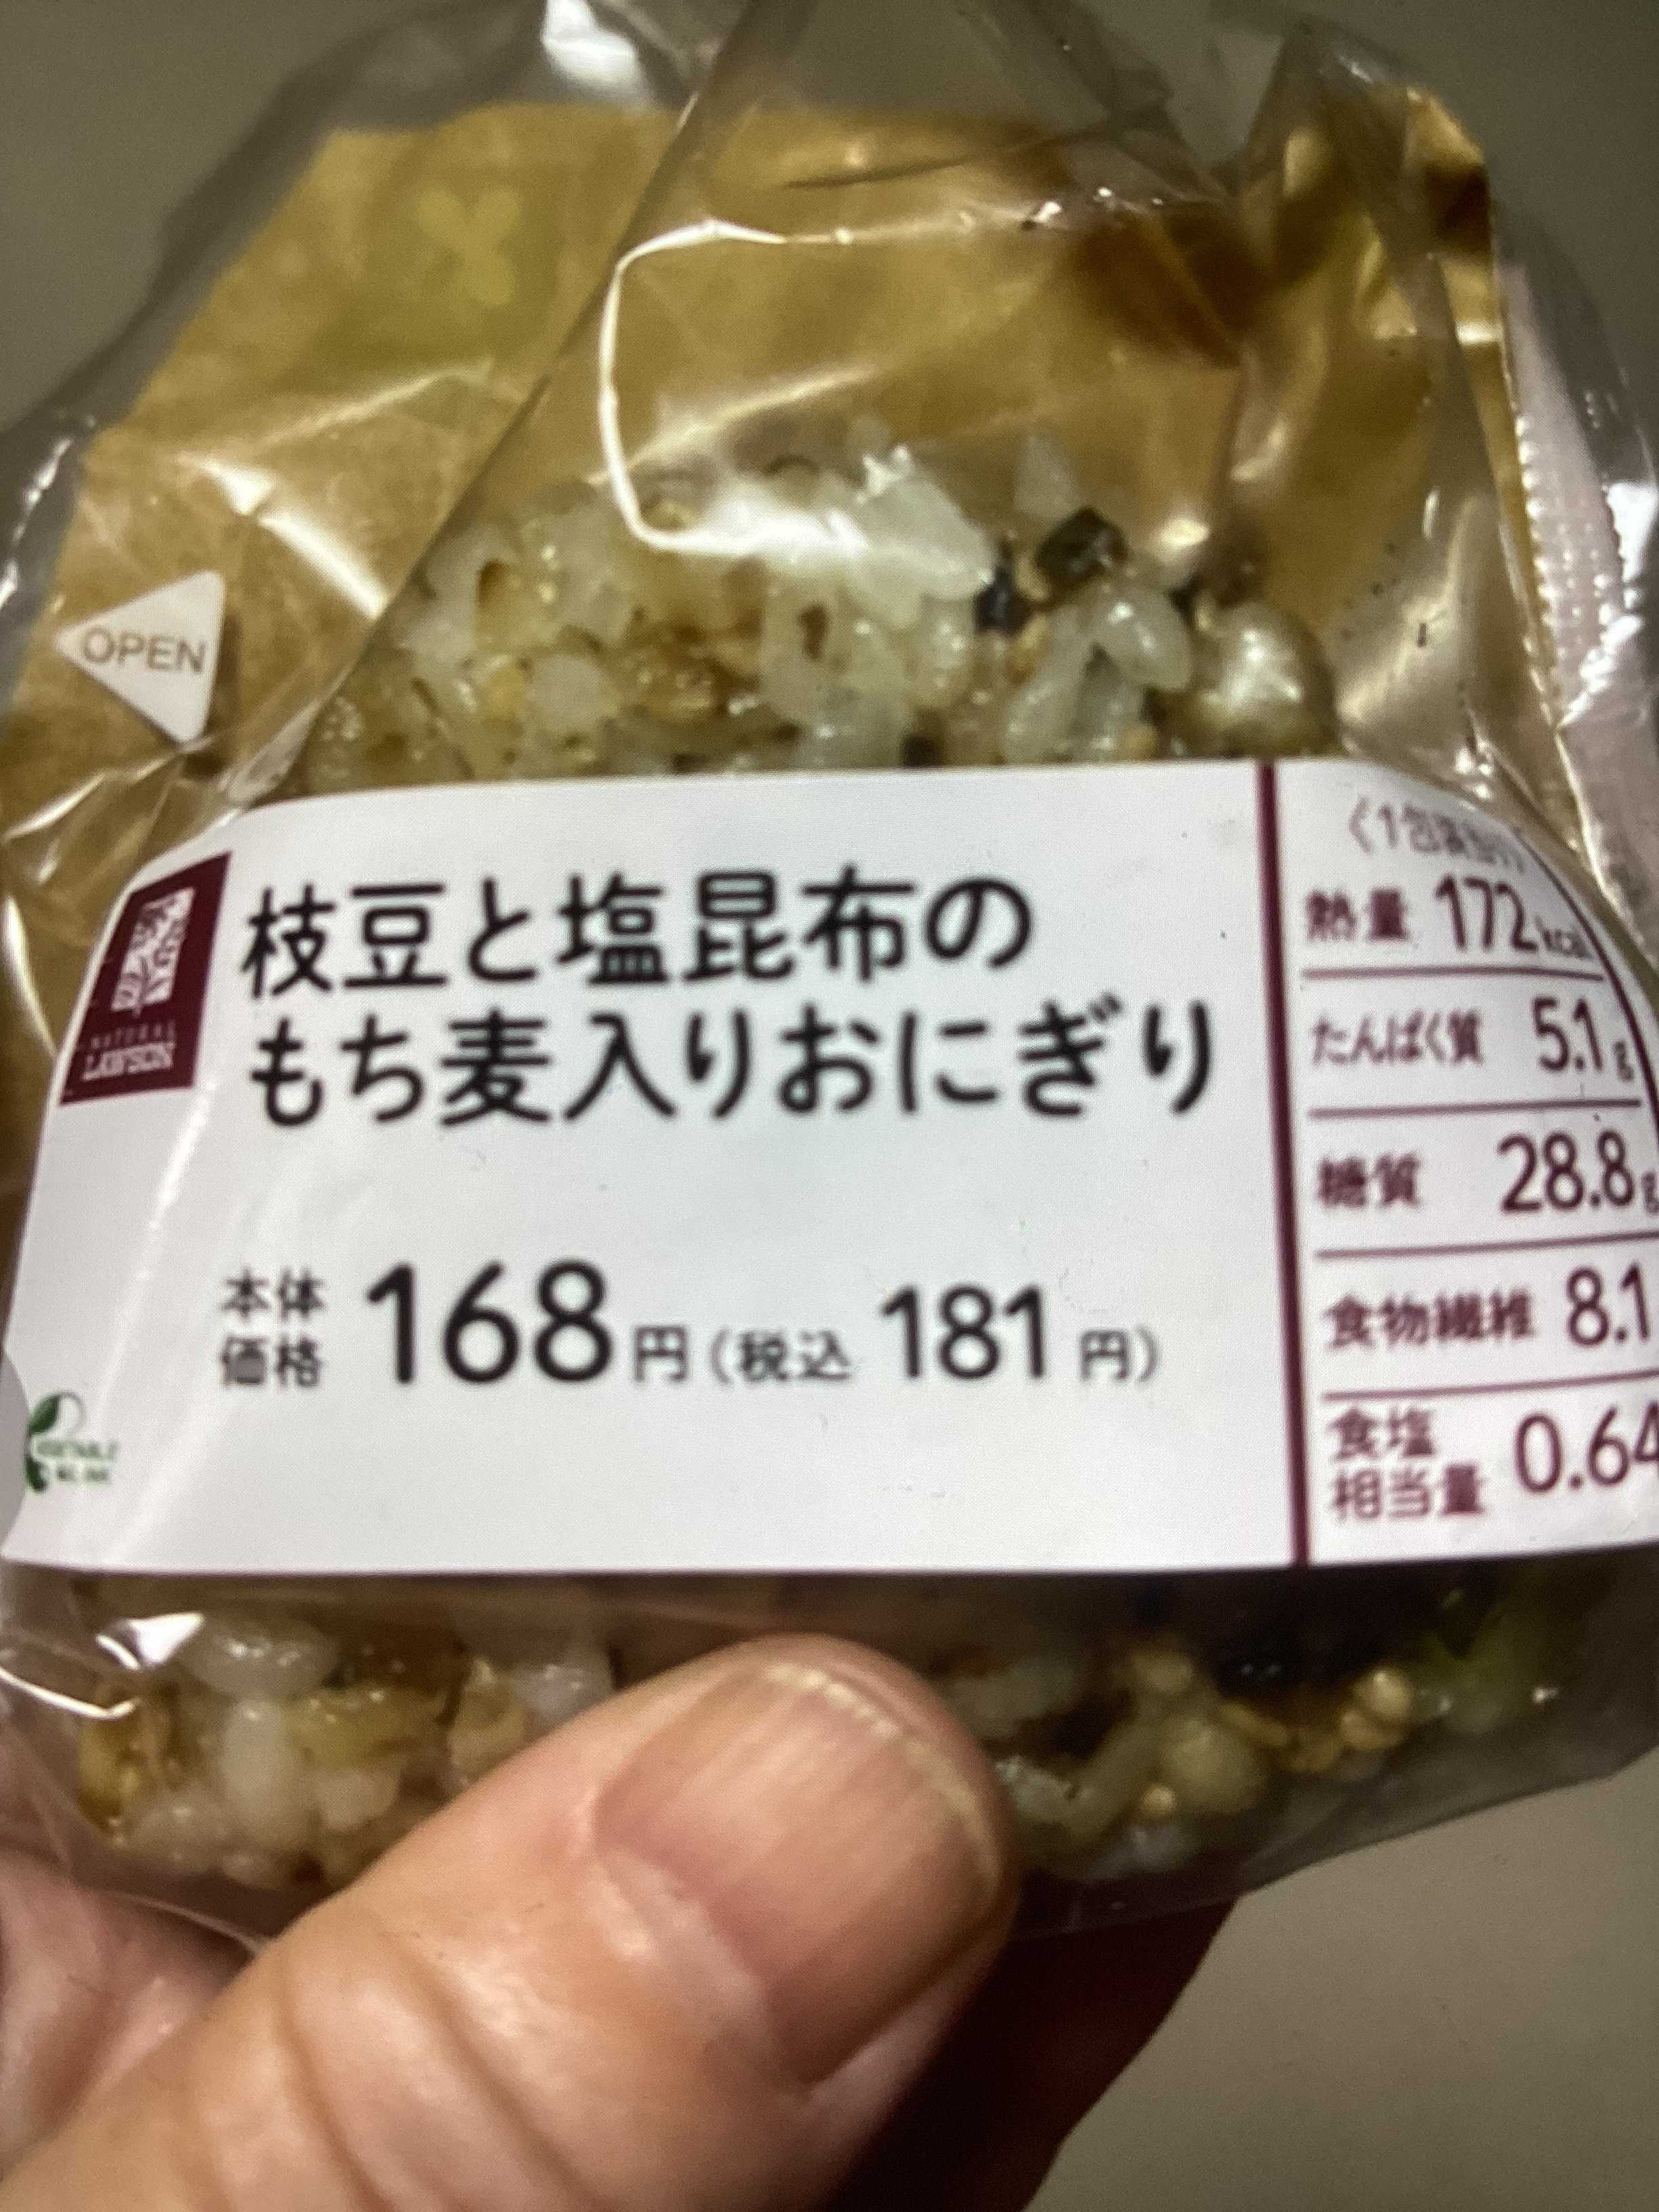 OPEN
NATURAL
LAWSON
枝豆と塩昆布の
もち麦入りおにぎり
本体
価格 168円(税込 181円)
熱量 172kcal
たんぱく質 5.1g
糖質 28.8g
食物繊維 8.1
食塩
相当量 0.64